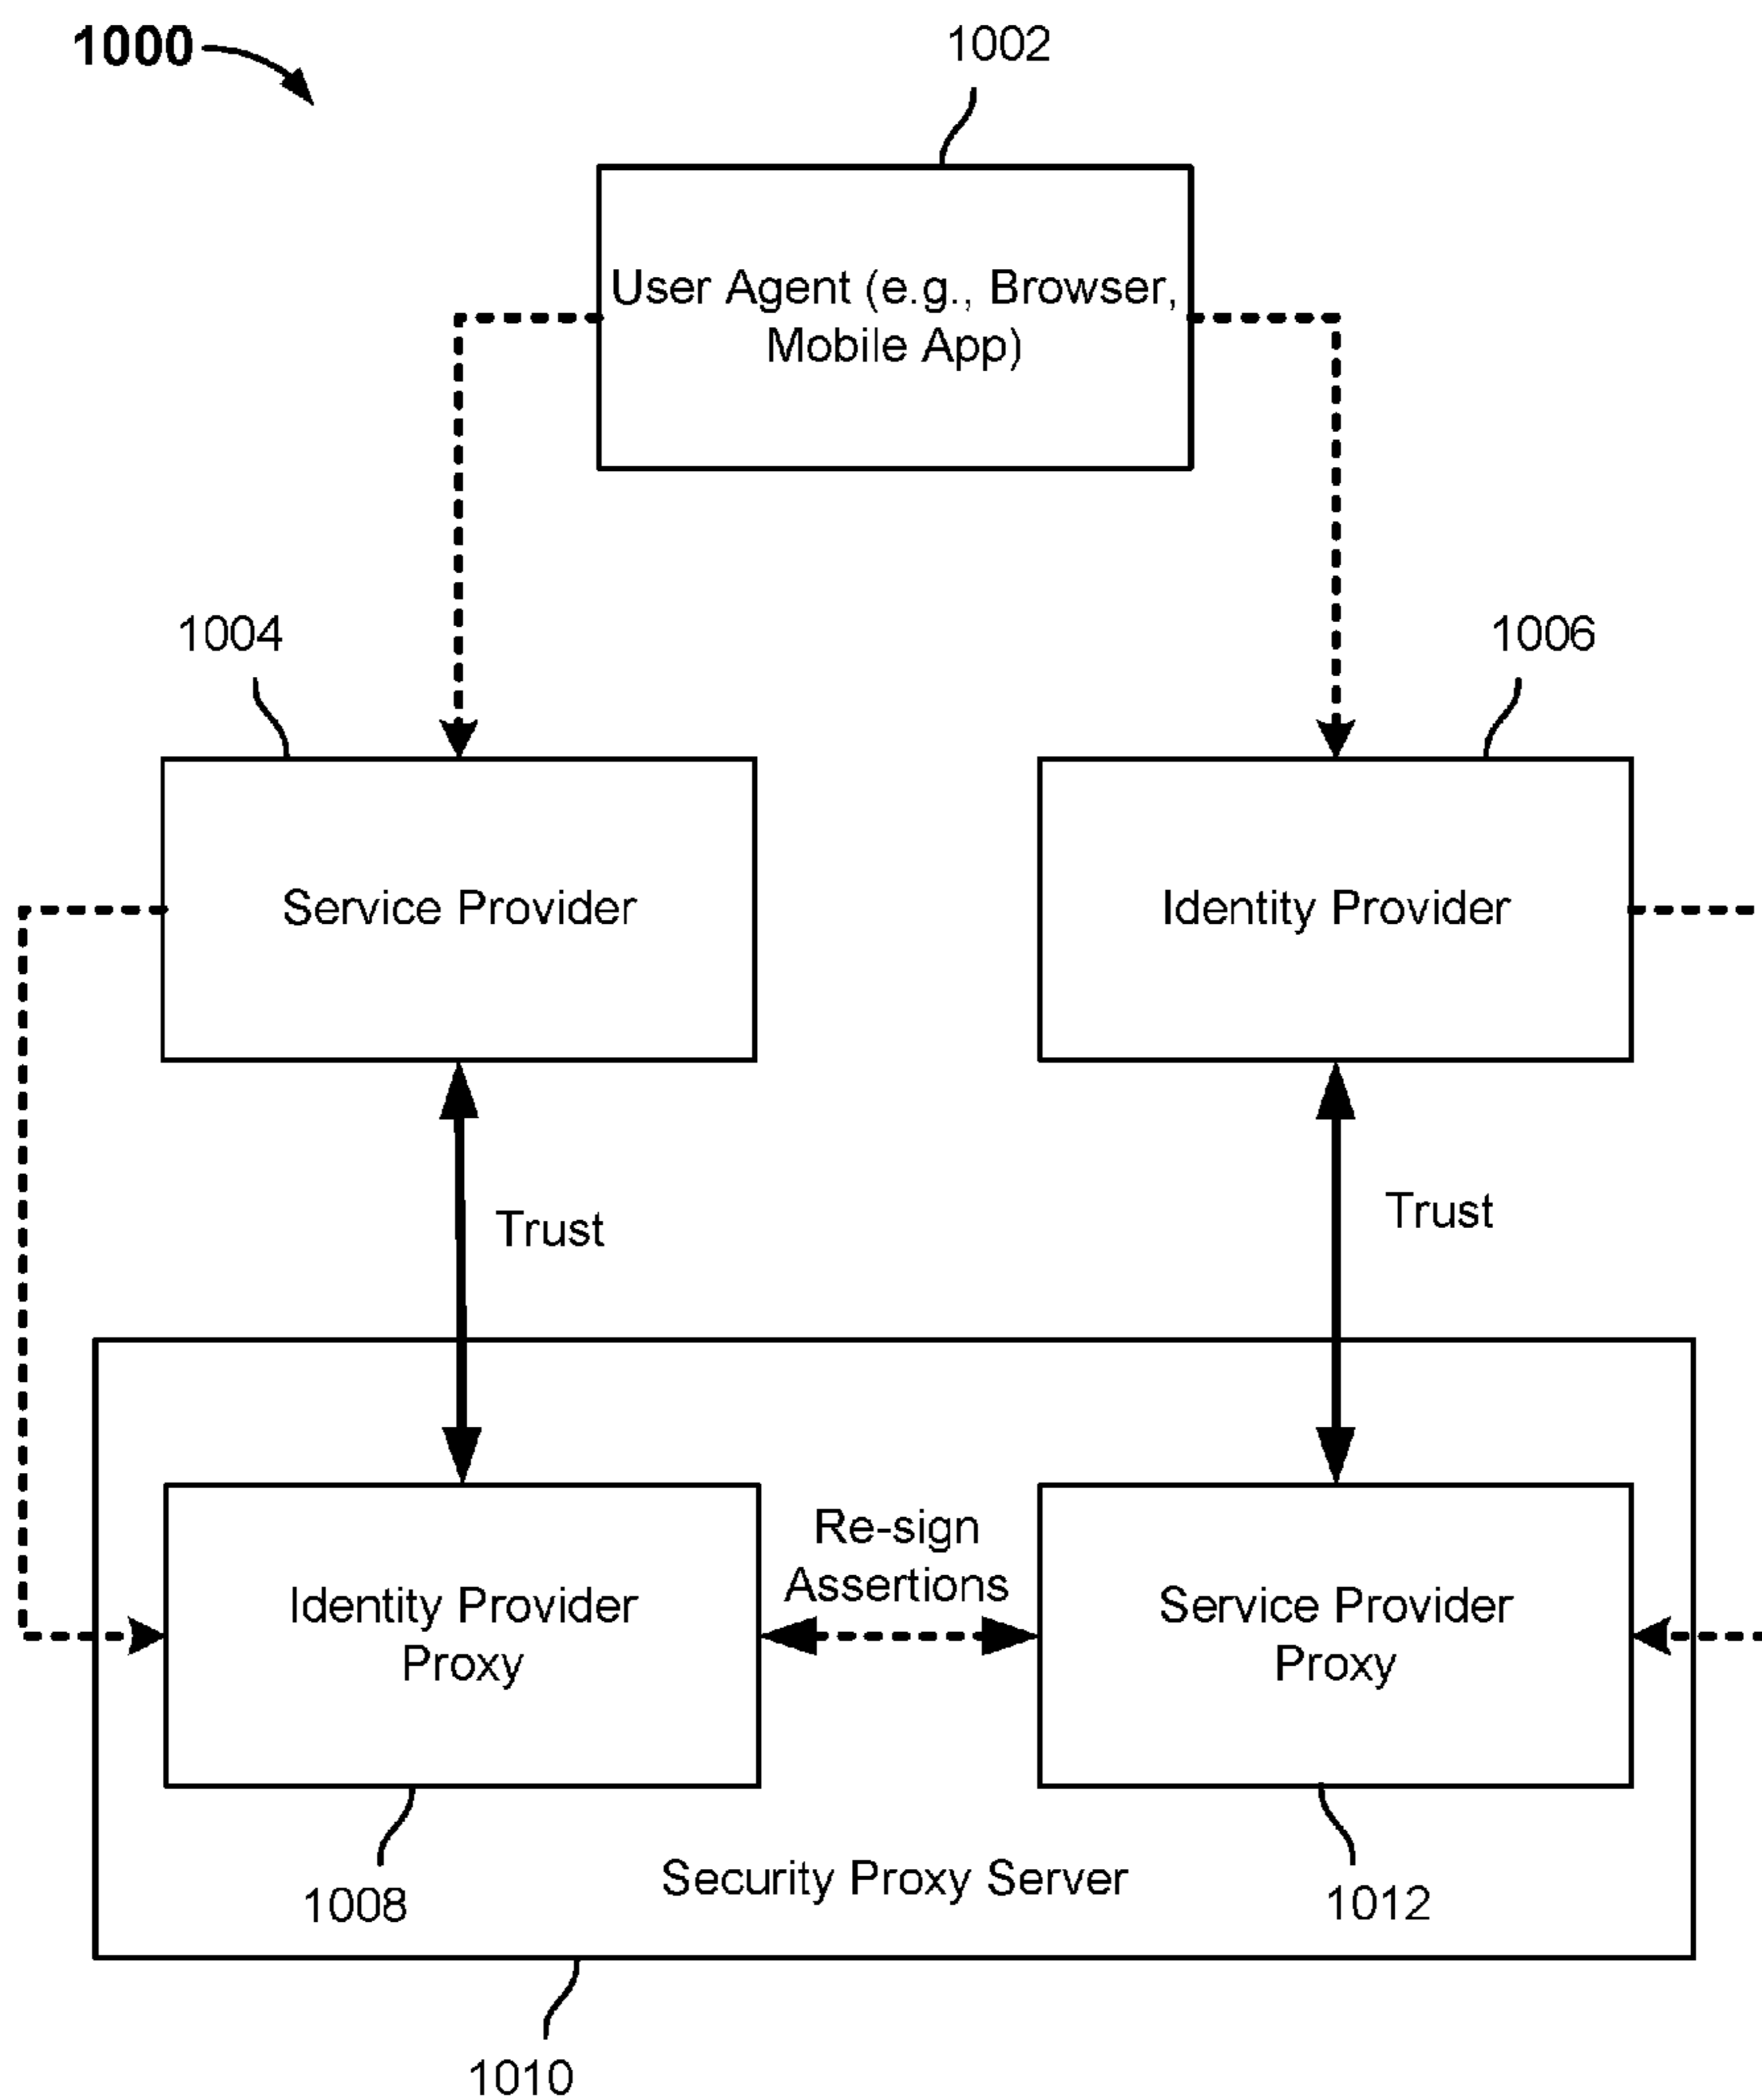 1000
1002
User Agent (e.g., Browser,
Mobile App)
1004
1006
Service Provider
Identity Provider
Trust
Trust
Re-sign
Assertions
Identity Provider
Proxy
Service Provider
Proxy
Security Proxy Server
1008
1012
1010